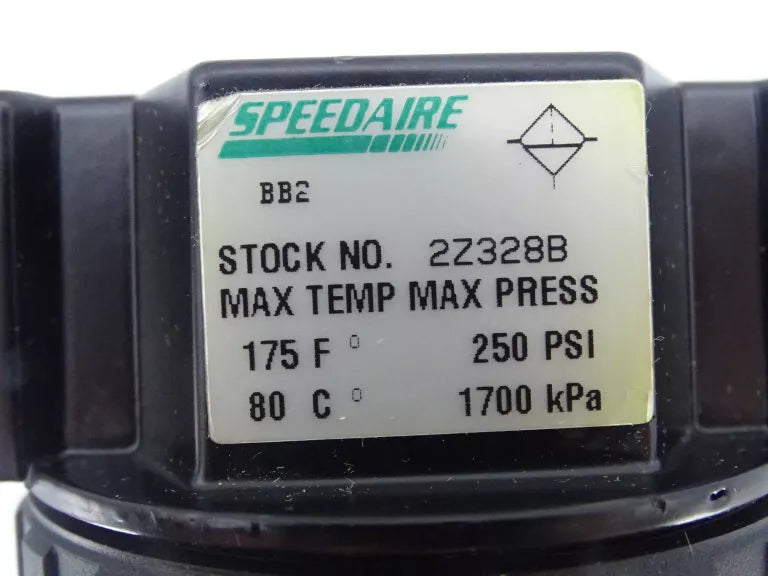 SPEEDAIRE
BB2
STOCK NO. 2Z328B
MAX TEMP MAX PRESS
175 F° 250 PSI
80 C° 1700 kPa